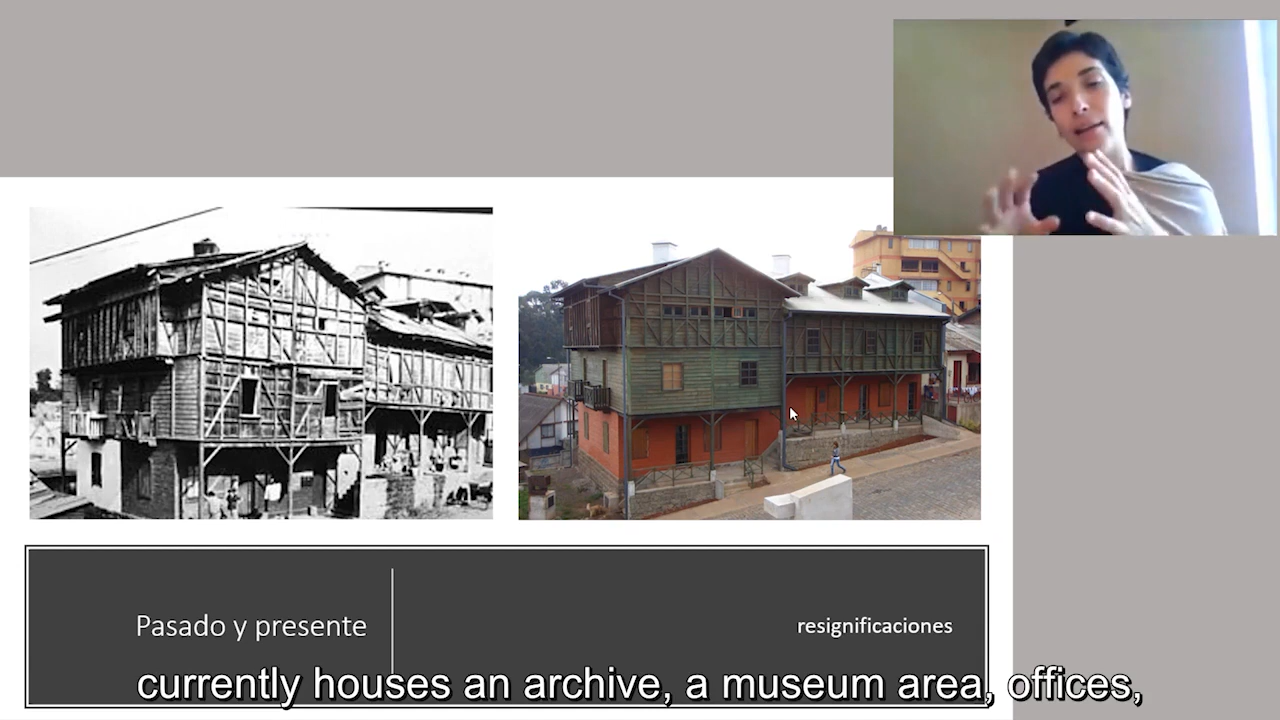 Pasado y presente
resignificaciones
currently houses an archive, a museum area, offices,